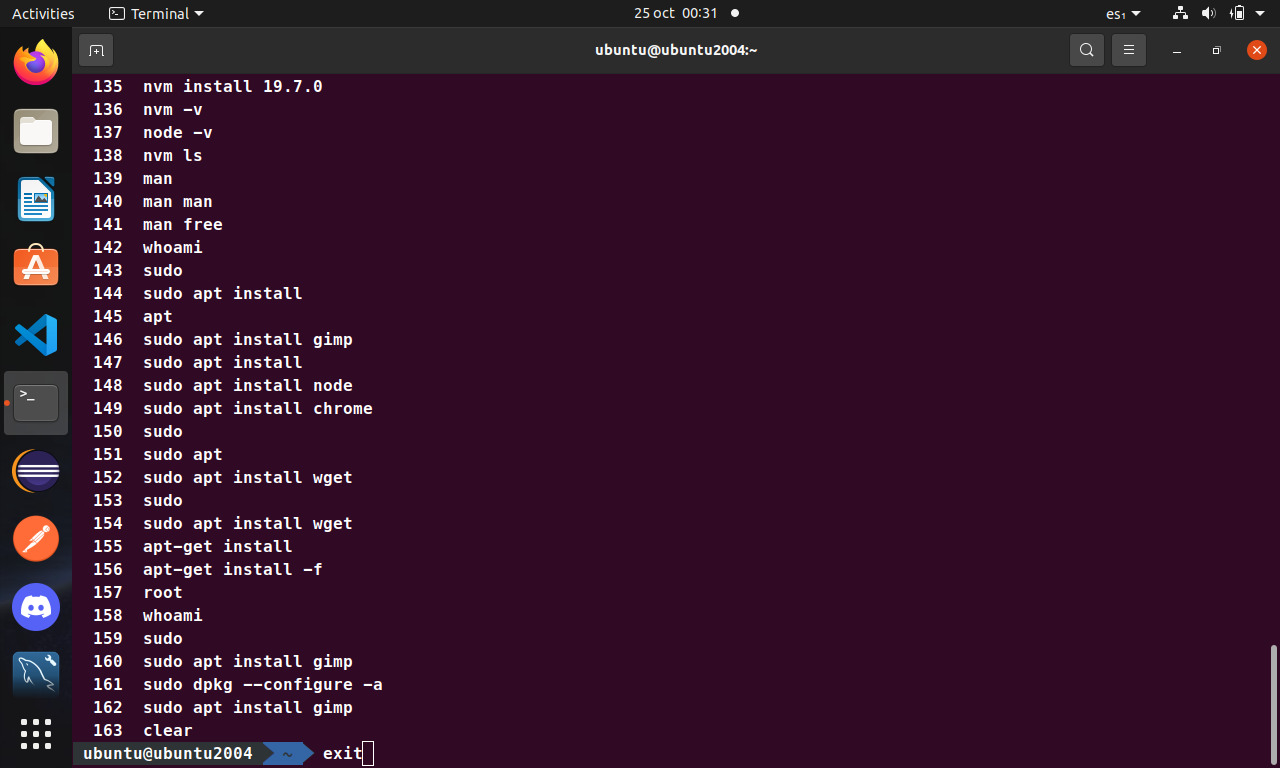 Activities Terminal 25 oct 00:31 es₁
ubuntu@ubuntu2004:~
135 nvm install 19.7.0
136 nvm -v
137 node -v
138 nvm ls
139 man
140 man man
141 man free
142 whoami
143 sudo
144 sudo apt install
145 apt
146 sudo apt install gimp
147 sudo apt install
148 sudo apt install node
149 sudo apt install chrome
150 sudo
151 sudo apt
152 sudo apt install wget
153 sudo
154 sudo apt install wget
155 apt-get install
156 apt-get install -f
157 root
158 whoami
159 sudo
160 sudo apt install gimp
161 sudo dpkg --configure -a
162 sudo apt install gimp
163 clear
ubuntu@ubuntu2004 ~ exit